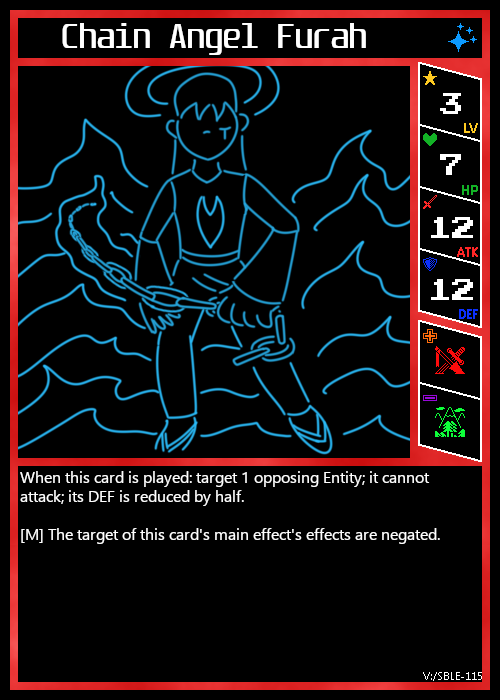 Chain Angel Furah
3
LV
7
HP
12
ATK
12
DEF
When this card is played: target 1 opposing Entity; it cannot
attack; its DEF is reduced by half.
[M] The target of this card's main effect's effects are negated.
V:/SBLE-115